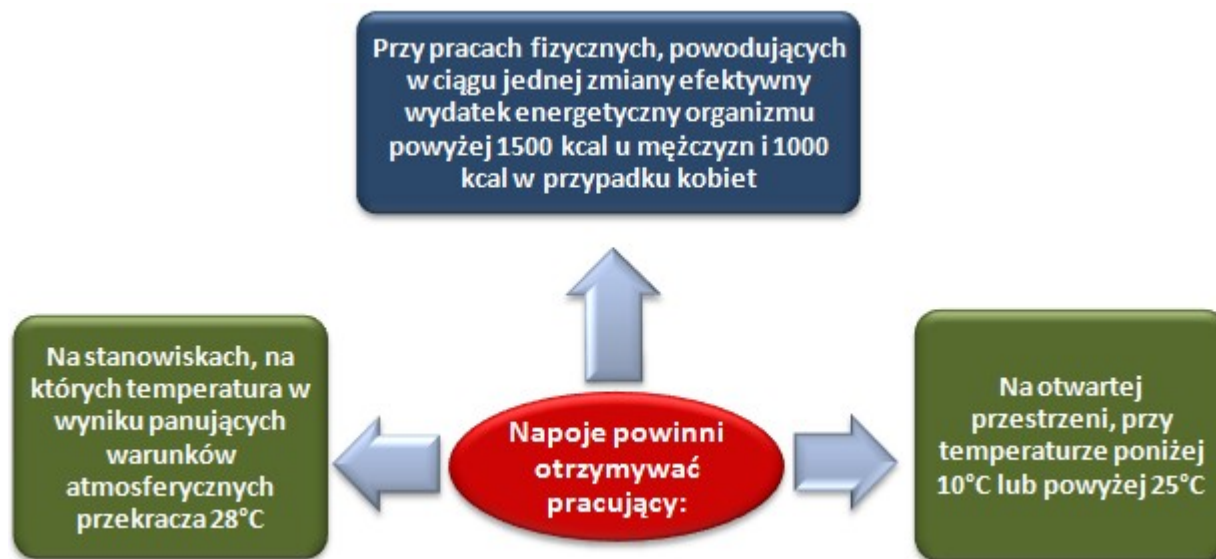 Przy pracach fizycznych, powodujących
w ciągu jednej zmiany efektywny
wydatek energetyczny organizmu
powyżej 1500 kcal u mężczyzn i 1000
kcal w przypadku kobiet
Na stanowiskach, na
których temperatura w
wyniku panujących
warunków
atmosferycznych
przekracza 28°C
Napoje powinni
otrzymywać
pracujący:
Na otwartej
przestrzeni, przy
temperaturze poniżej
10°C lub powyżej 25°C